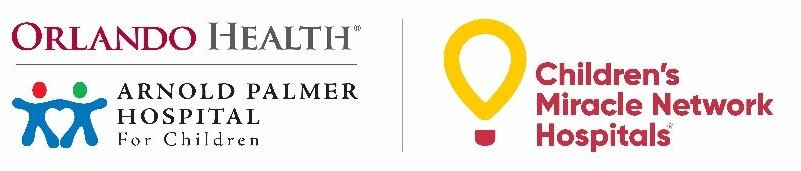 ORLANDO HEALTH®
ARNOLD PALMER
HOSPITAL
For Children
Children's
Miracle Network
Hospitals®